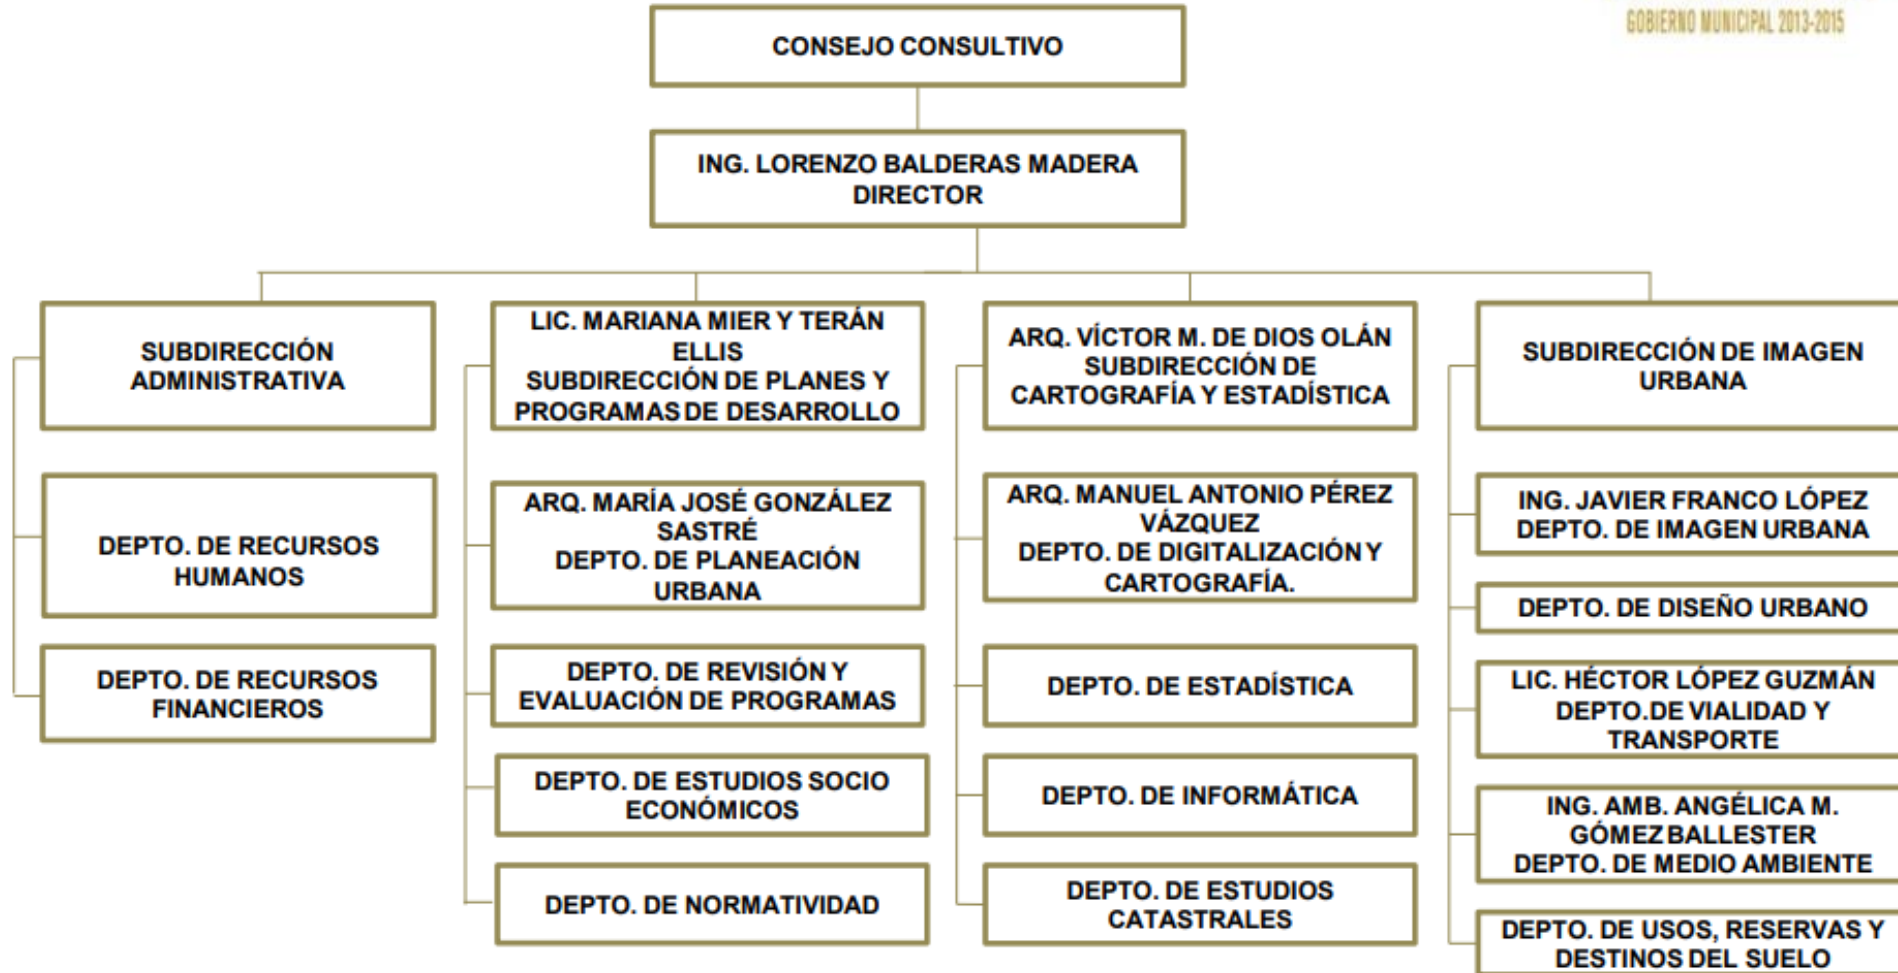 GOBIERNO MUNICIPAL 2013-2015
CONSEJO CONSULTIVO
ING. LORENZO BALDERAS MADERA
DIRECTOR
SUBDIRECCIÓN
ADMINISTRATIVA
DEPTO. DE RECURSOS
HUMANOS
DEPTO. DE RECURSOS
FINANCIEROS
LIC. MARIANA MIER Y TERÁN
ELLIS
SUBDIRECCIÓN DE PLANES Y
PROGRAMAS DE DESARROLLO
ARQ. MARÍA JOSÉ GONZÁLEZ
SASTRÉ
DEPTO. DE PLANEACIÓN
URBANA
DEPTO. DE REVISIÓN Y
EVALUACIÓN DE PROGRAMAS
DEPTO. DE ESTUDIOS SOCIO
ECONÓMICOS
DEPTO. DE NORMATIVIDAD
ARQ. VÍCTOR M. DE DIOS OLÁN
SUBDIRECCIÓN DE
CARTOGRAFÍA Y ESTADÍSTICA
ARQ. MANUEL ANTONIO PÉREZ
VÁZQUEZ
DEPTO. DE DIGITALIZACIÓN Y
CARTOGRAFÍA.
DEPTO. DE ESTADÍSTICA
DEPTO. DE INFORMÁTICA
DEPTO. DE ESTUDIOS
CATASTRALES
SUBDIRECCIÓN DE IMAGEN
URBANA
ING. JAVIER FRANCO LÓPEZ
DEPTO. DE IMAGEN URBANA
DEPTO. DE DISEÑO URBANO
LIC. HÉCTOR LÓPEZ GUZMÁN
DEPTO.DE VIALIDAD Y
TRANSPORTE
ING. AMB. ANGÉLICA M.
GÓMEZ BALLESTER
DEPTO. DE MEDIO AMBIENTE
DEPTO. DE USOS, RESERVAS Y
DESTINOS DEL SUELO